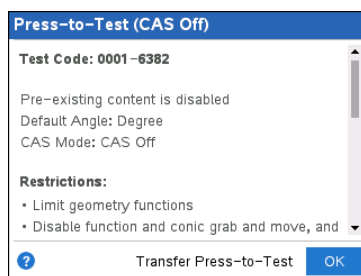 Press-to-Test (CAS Off)
Test Code: 0001-6382
Pre-existing content is disabled
Default Angle: Degree
CAS Mode: CAS Off
Restrictions:
• Limit geometry functions
• Disable function and conic grab and move, and
? Transfer Press-to-Test OK